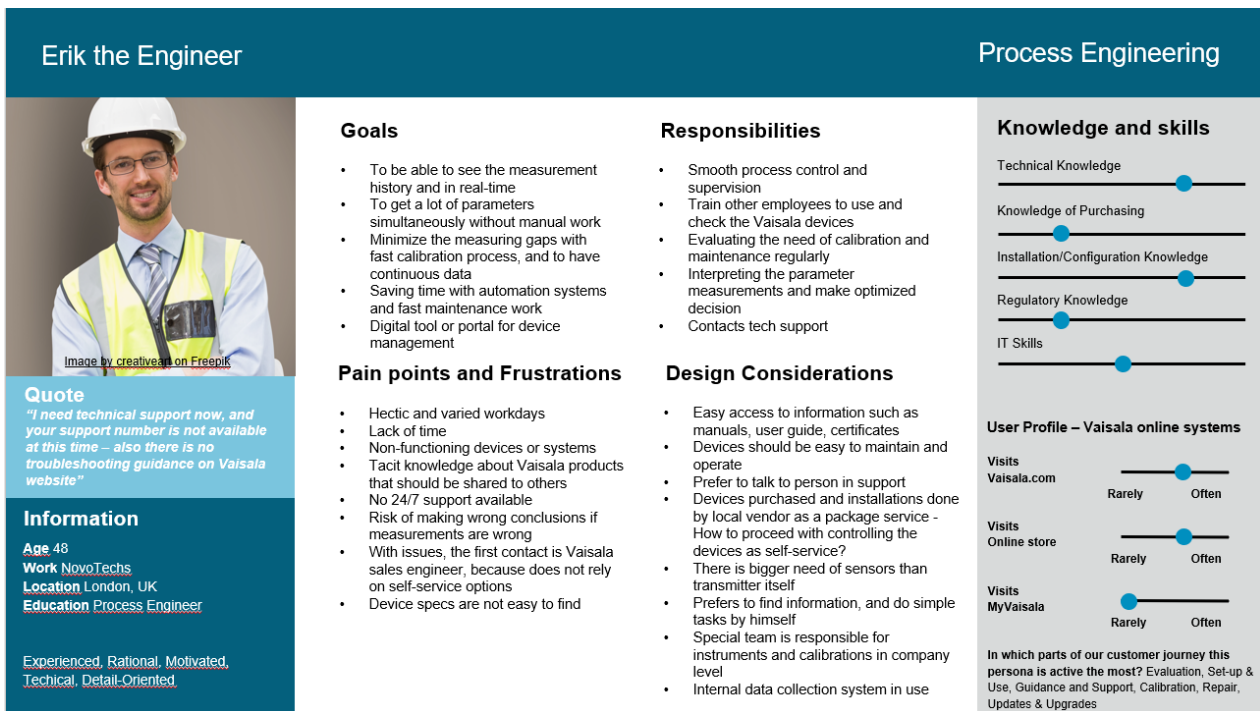 Erik the Engineer
Process Engineering
Image by creativeart on Freepik
Quote
“I need technical support now, and
your support number is not available
at this time – also there is no
troubleshooting guidance on Vaisala
website”
Information
Age 48
Work NovoTechs
Location London, UK
Education Process Engineer
Experienced, Rational, Motivated,
Techical, Detail-Oriented
Goals
• To be able to see the measurement
history and in real-time
• To get a lot of parameters
simultaneously without manual work
• Minimize the measuring gaps with
fast calibration process, and to have
continuous data
• Saving time with automation systems
and fast maintenance work
• Digital tool or portal for device
management
Responsibilities
• Smooth process control and
supervision
• Train other employees to use and
check the Vaisala devices
• Evaluating the need of calibration and
maintenance regularly
• Interpreting the parameter
measurements and make optimized
decision
• Contacts tech support
Pain points and Frustrations
• Hectic and varied workdays
• Lack of time
• Non-functioning devices or systems
• Tacit knowledge about Vaisala products
that should be shared to others
• No 24/7 support available
• Risk of making wrong conclusions if
measurements are wrong
• With issues, the first contact is Vaisala
sales engineer, because does not rely
on self-service options
• Device specs are not easy to find
Design Considerations
• Easy access to information such as
manuals, user guide, certificates
• Devices should be easy to maintain and
operate
• Prefer to talk to person in support
• Devices purchased and installations done
by local vendor as a package service -
How to proceed with controlling the
devices as self-service?
• There is bigger need of sensors than
transmitter itself
• Prefers to find information, and do simple
tasks by himself
• Special team is responsible for
instruments and calibrations in company
level
• Internal data collection system in use
Knowledge and skills
Technical Knowledge
Knowledge of Purchasing
Installation/Configuration Knowledge
Regulatory Knowledge
IT Skills
User Profile – Vaisala online systems
Visits
Vaisala.com
Rarely Often
Visits
Online store
Rarely Often
Visits
MyVaisala
Rarely Often
In which parts of our customer journey this
persona is active the most? Evaluation, Set-up &
Use, Guidance and Support, Calibration, Repair,
Updates & Upgrades